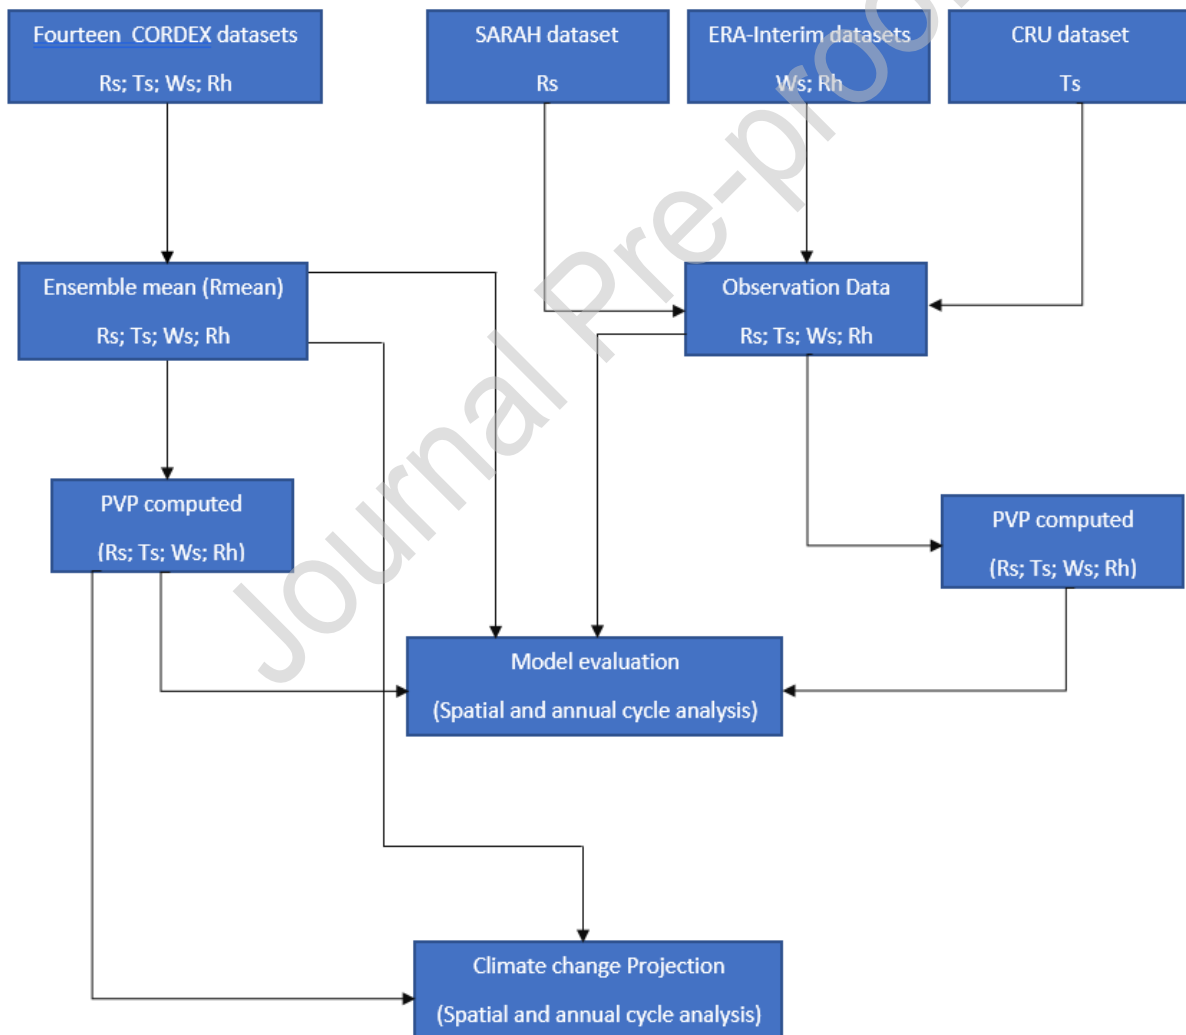 Fourteen CORDEX datasets
Rs; Ts; Ws; Rh
SARAH dataset
Rs
ERA-Interim datasets
Ws; Rh
CRU dataset
Ts
Ensemble mean (Rmean)
Rs; Ts; Ws; Rh
Observation Data
Rs; Ts; Ws; Rh
PVP computed
(Rs; Ts; Ws; Rh)
PVP computed
(Rs; Ts; Ws; Rh)
Model evaluation
(Spatial and annual cycle analysis)
Climate change Projection
(Spatial and annual cycle analysis)
Journal Pre-proo